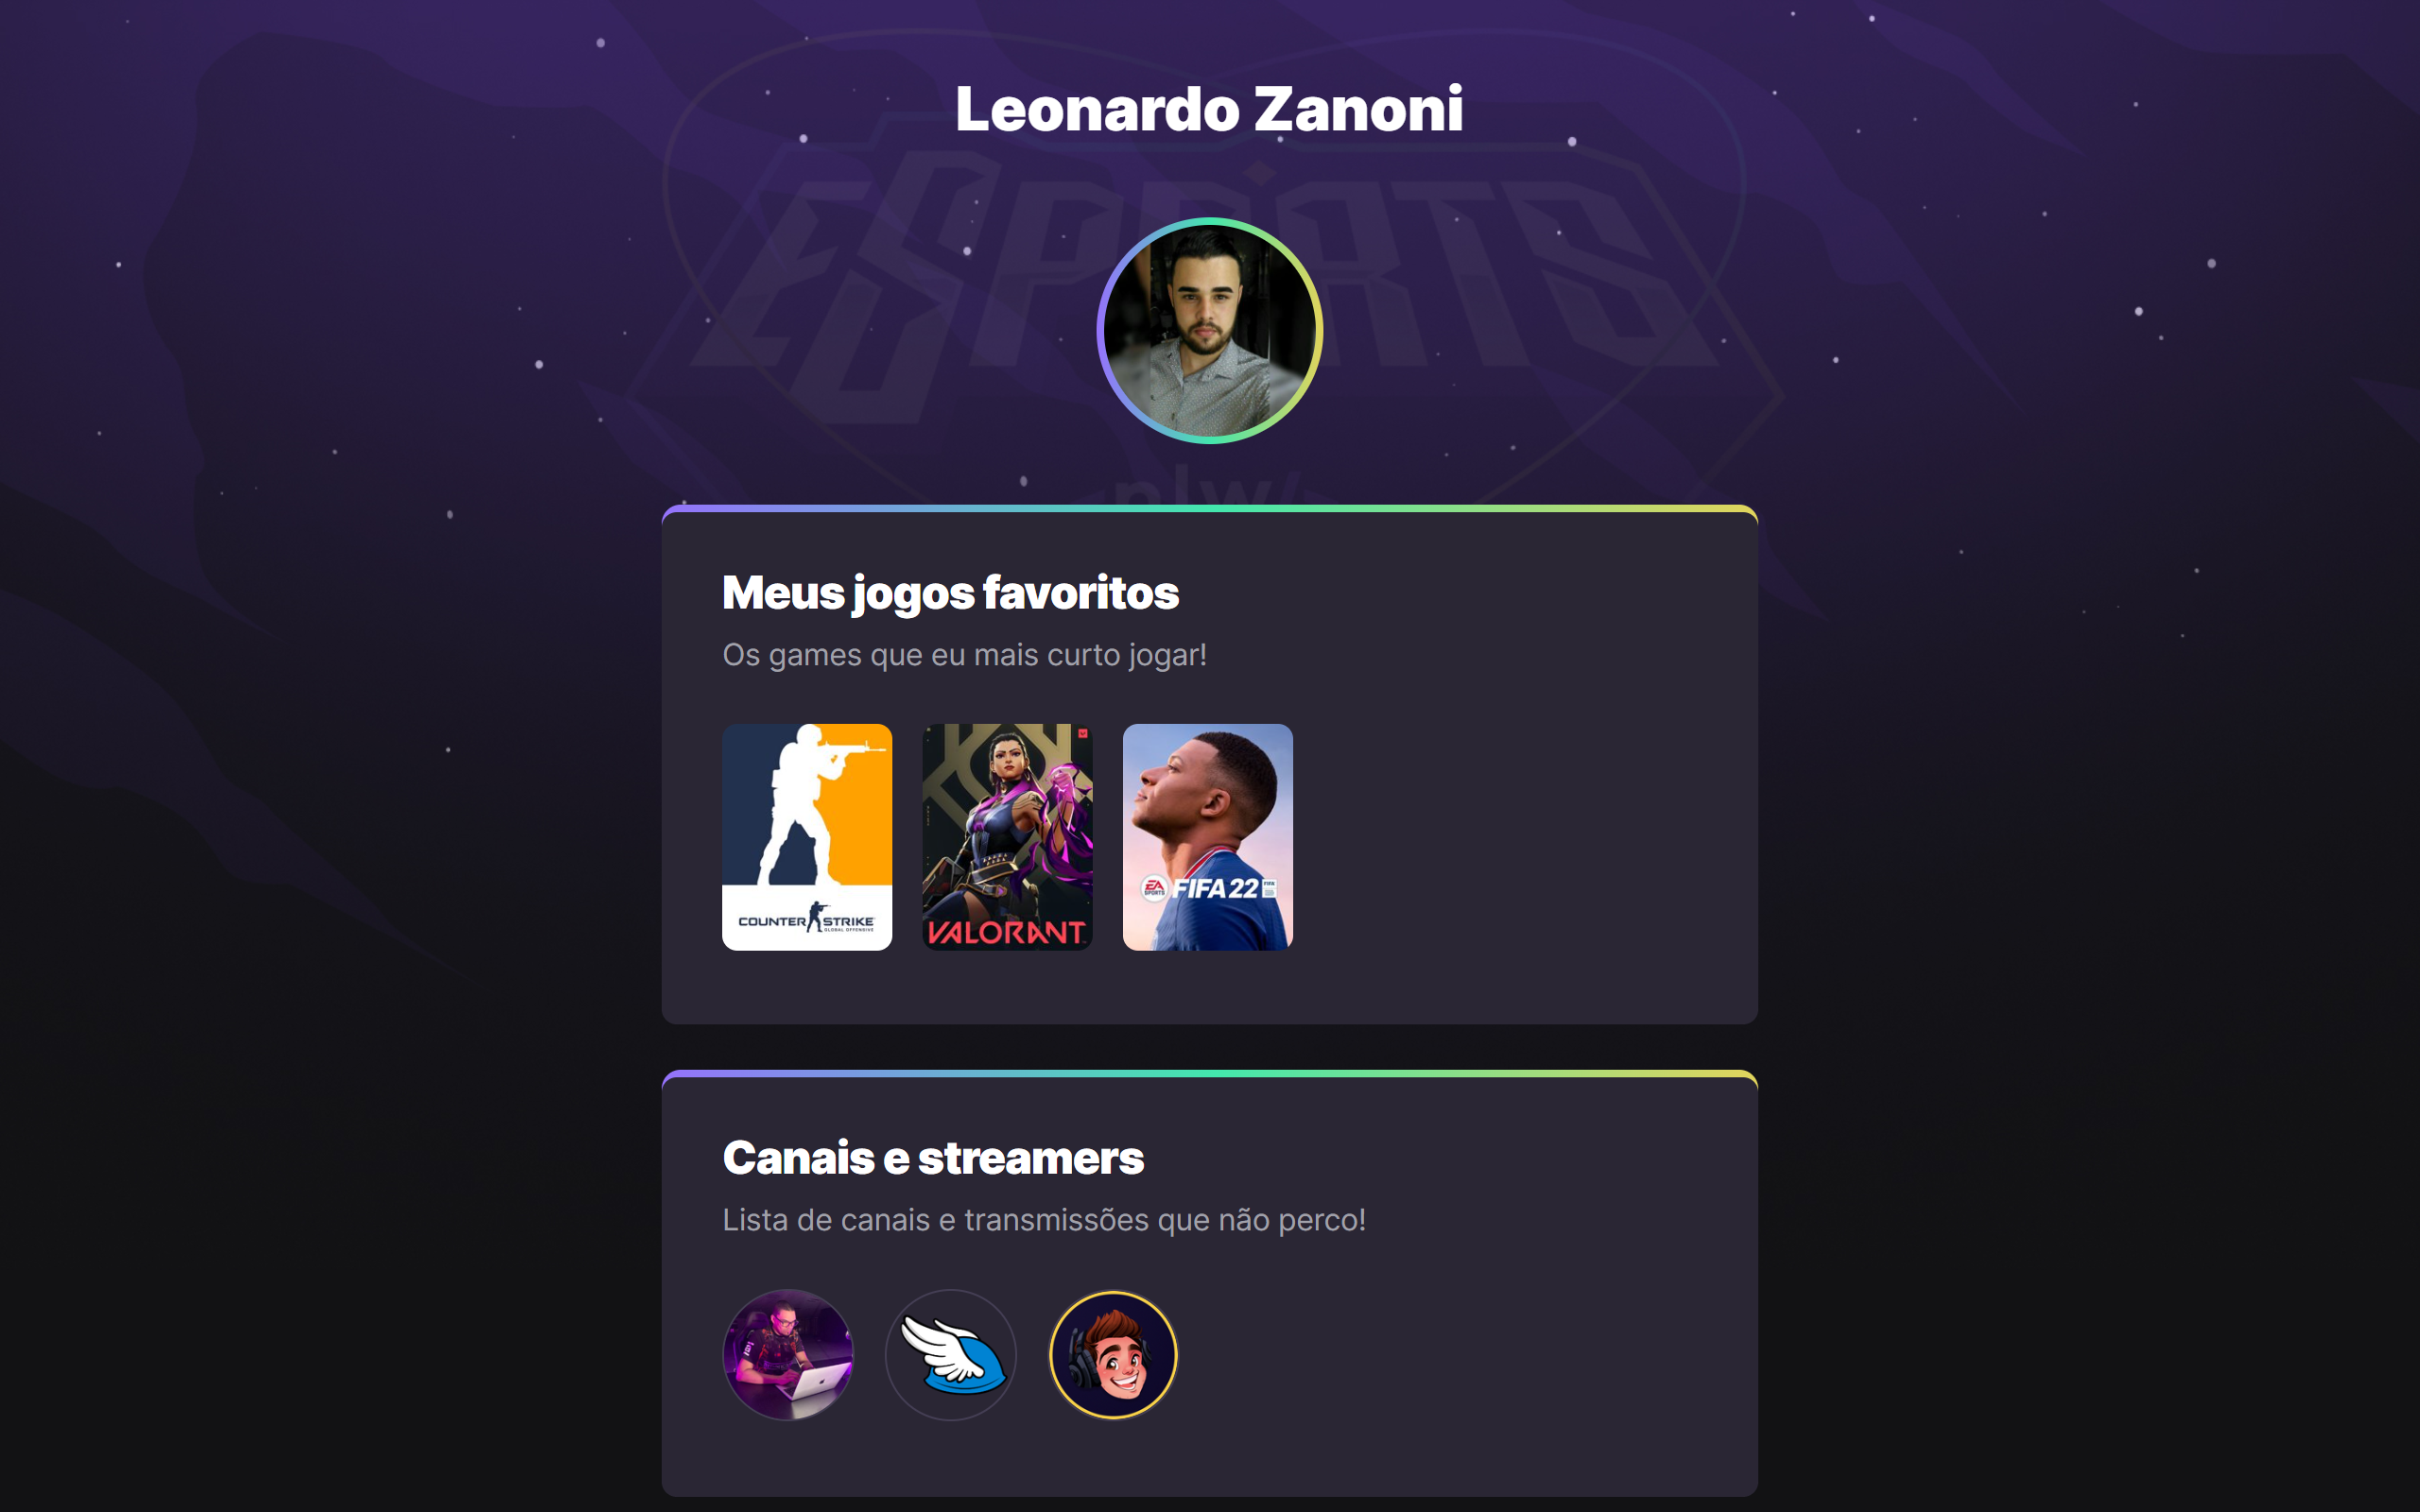 Leonardo Zanoni
ESPORTS
<nlw/>
Meus jogos favoritos
Os games que eu mais curto jogar!
COUNTER STRIKE
GLOBAL OFFENSIVE
VALORANT
EA SPORTS FIFA 22
Canais e streamers
Lista de canais e transmissões que não perco!